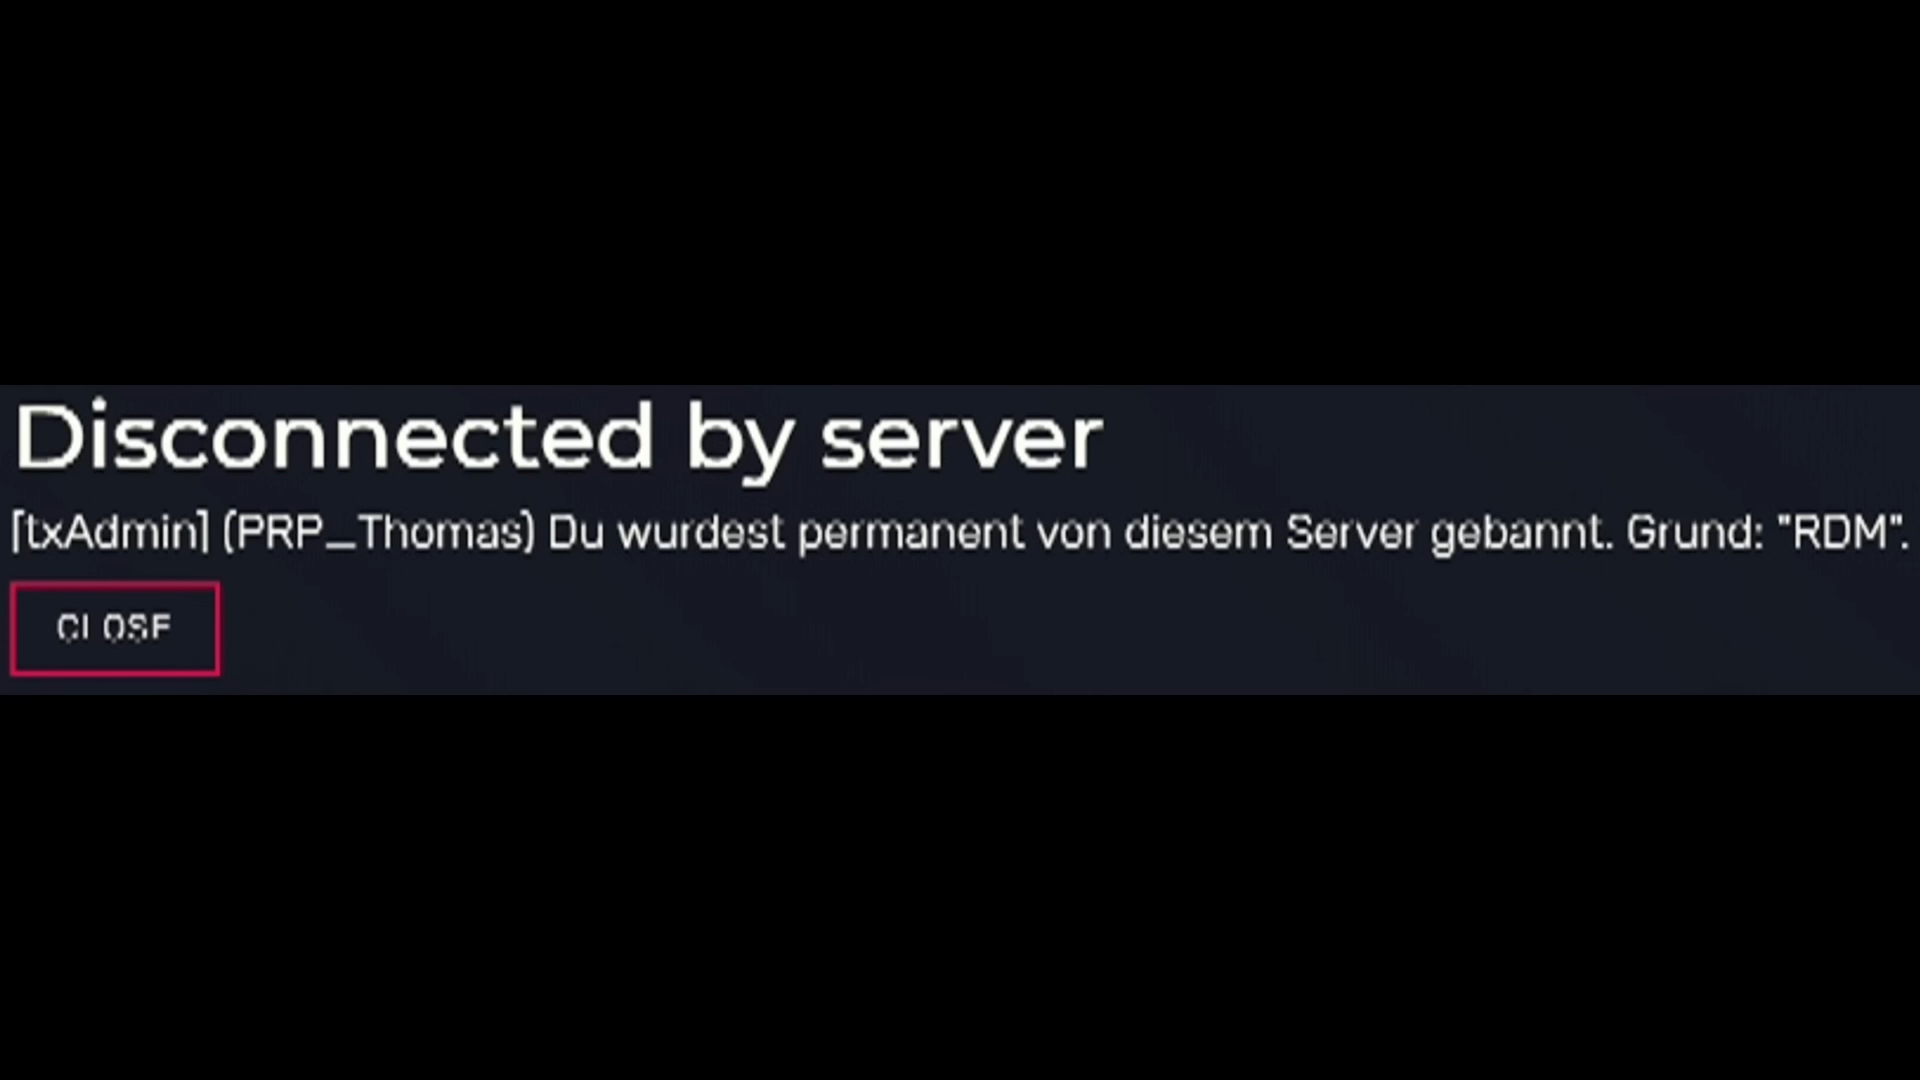 Disconnected by server
[txAdmin] (PRP_Thomas) Du wurdest permanent von diesem Server gebannt. Grund: "RDM".
CLOSE